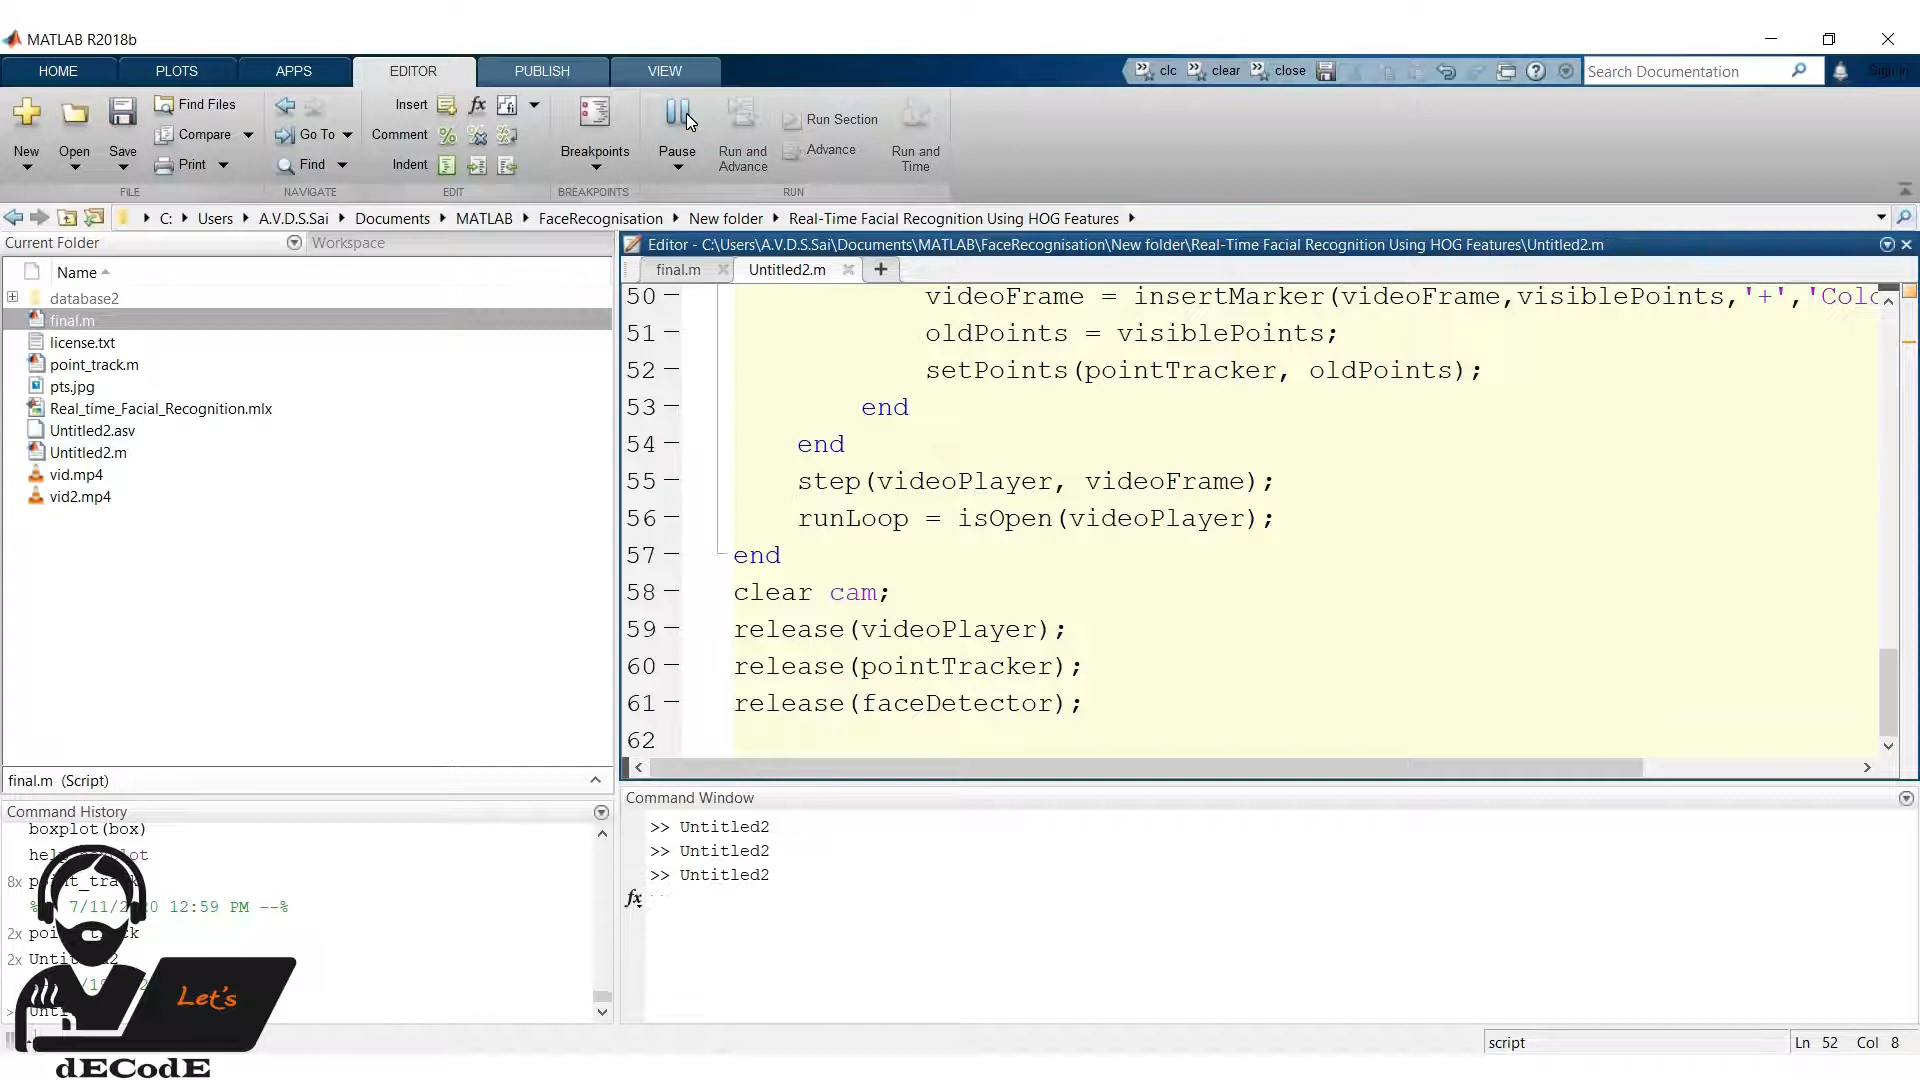 MATLAB R2018b
HOME PLOTS APPS EDITOR PUBLISH VIEW
clc clear close
Search Documentation
Sign In
New Open Save
Find Files
Compare
Print
FILE
Go To
Find
NAVIGATE
Insert
Comment
Indent
EDIT
fx
Breakpoints
BREAKPOINTS
Pause
Run and
Advance
Run Section
Advance
Run and
Time
RUN
C: Users A.V.D.S.Sai Documents MATLAB FaceRecognisation New folder Real-Time Facial Recognition Using HOG Features
Current Folder
Workspace
Name
database2
final.m
license.txt
point_track.m
pts.jpg
Real_time_Facial_Recognition.mlx
Untitled2.asv
Untitled2.m
vid.mp4
vid2.mp4
final.m (Script)
Editor - C:\Users\A.V.D.S.Sai\Documents\MATLAB\FaceRecognisation\New folder\Real-Time Facial Recognition Using HOG Features\Untitled2.m
final.m Untitled2.m
50 videoFrame = insertMarker(videoFrame,visiblePoints,'+','Colo
51 oldPoints = visiblePoints;
52 setPoints(pointTracker, oldPoints);
53 end
54 end
55 step(videoPlayer, videoFrame);
56 runLoop = isOpen(videoPlayer);
57 end
58 clear cam;
59 release(videoPlayer);
60 release(pointTracker);
61 release(faceDetector);
62
Command History
boxplot(box)
8x
12:59 PM --%
2x
2x
Command Window
>> Untitled2
>> Untitled2
>> Untitled2
fx
Let's
dECodE
script
Ln 52 Col 8